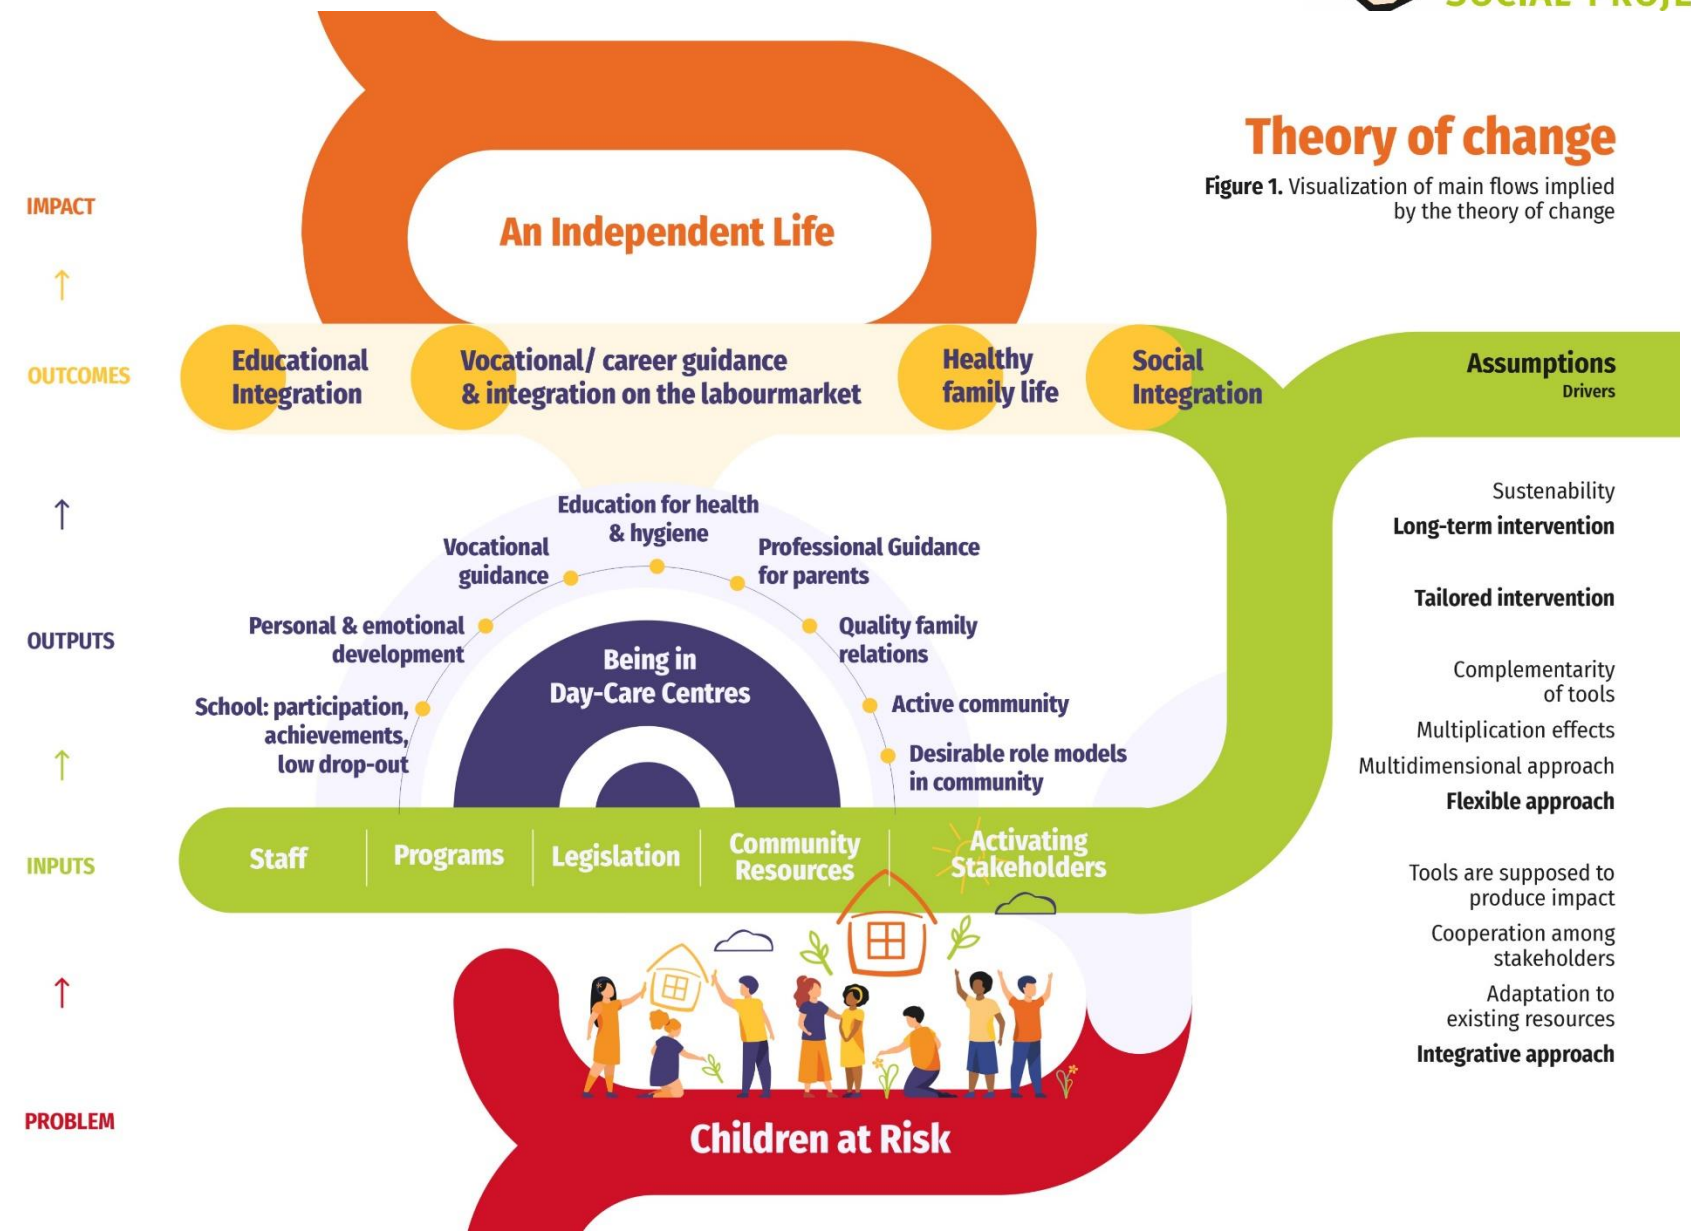 Theory of change
Figure 1. Visualization of main flows implied
by the theory of change
IMPACT
An Independent Life
OUTCOMES
Educational
Integration
Vocational/ career guidance
& integration on the labourmarket
Healthy
family life
Social
Integration
Assumptions
Drivers
Sustenability
Long-term intervention
Tailored intervention
Complementarity
of tools
Multiplication effects
Multidimensional approach
Flexible approach
Tools are supposed to
produce impact
Cooperation among
stakeholders
Adaptation to
existing resources
Integrative approach
OUTPUTS
Education for health
& hygiene
Vocational
guidance
Professional Guidance
for parents
Personal & emotional
development
Quality family
relations
School: participation,
achievements,
low drop-out
Active community
Desirable role models
in community
Being in
Day-Care Centres
INPUTS
Staff
Programs
Legislation
Community
Resources
Activating
Stakeholders
PROBLEM
Children at Risk